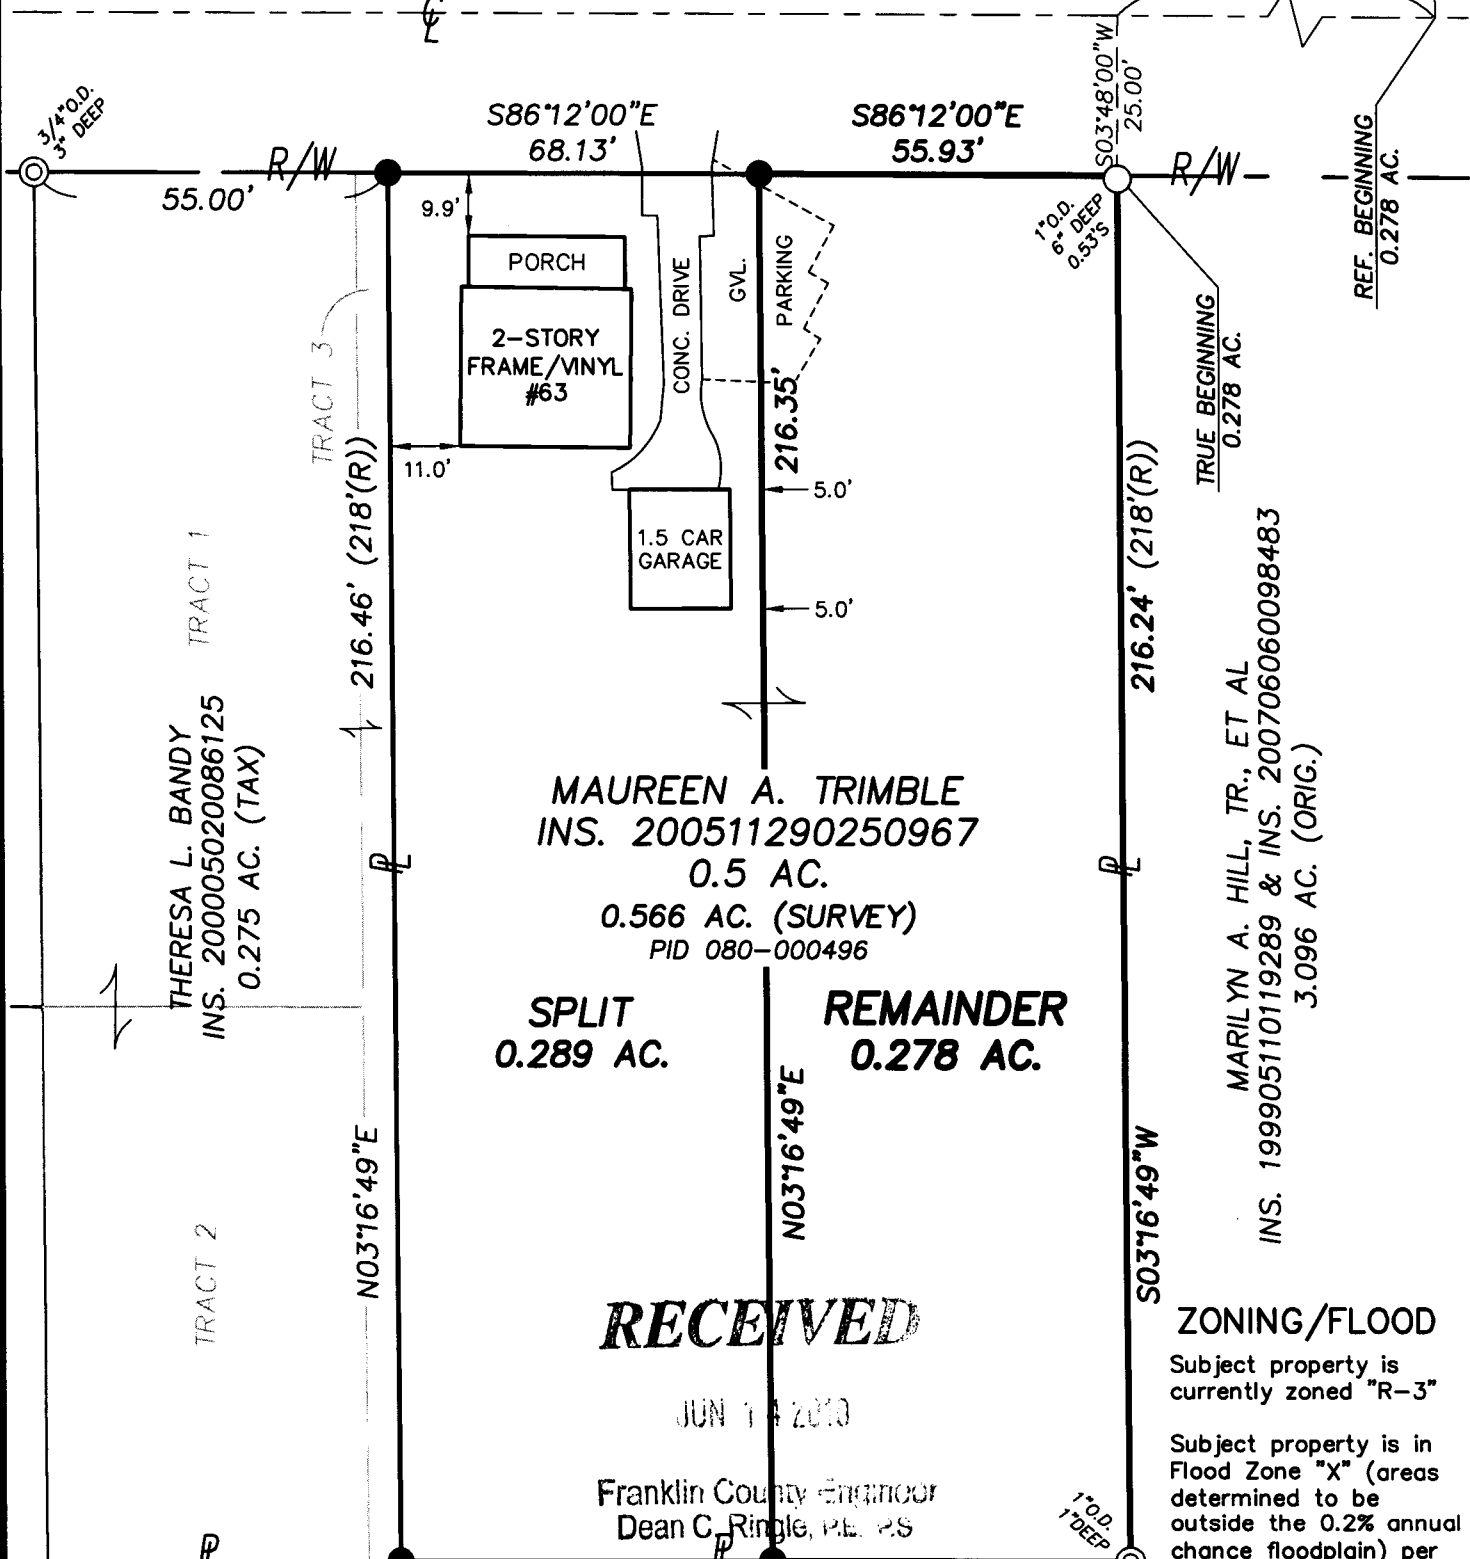 ℄
3/4"O.D.
3" DEEP
R/W
55.00'
S86°12'00"E
68.13'
S86°12'00"E
55.93'
S03°48'00"W
25.00'
R/W
1"O.D.
6" DEEP
0.53'S
REF. BEGINNING
0.278 AC.
TRUE BEGINNING
0.278 AC.
9.9'
PORCH
2-STORY
FRAME/VINYL
#63
11.0'
CONC. DRIVE
GVL.
PARKING
1.5 CAR
GARAGE
5.0'
5.0'
TRACT 3
TRACT 1
216.46' (218'(R))
216.35'
216.24' (218'(R))
THERESA L. BANDY
INS. 200005020086125
0.275 AC. (TAX)
MAUREEN A. TRIMBLE
INS. 200511290250967
0.5 AC.
0.566 AC. (SURVEY)
PID 080-000496
MARILYN A. HILL, TR., ET AL
INS. 199905110119289 & INS. 200706060098483
3.096 AC. (ORIG.)
PL
PL
SPLIT
0.289 AC.
REMAINDER
0.278 AC.
N03°16'49"E
N03°16'49"E
S03°16'49"W
TRACT 2
RECEIVED
JUN 14 2010
Franklin County Engineer
Dean C. Ringle, P.E. P.S
PL
PL
1"O.D.
1"DEEP
ZONING/FLOOD
Subject property is
currently zoned "R-3"
Subject property is in
Flood Zone "X" (areas
determined to be
outside the 0.2% annual
chance floodplain) per